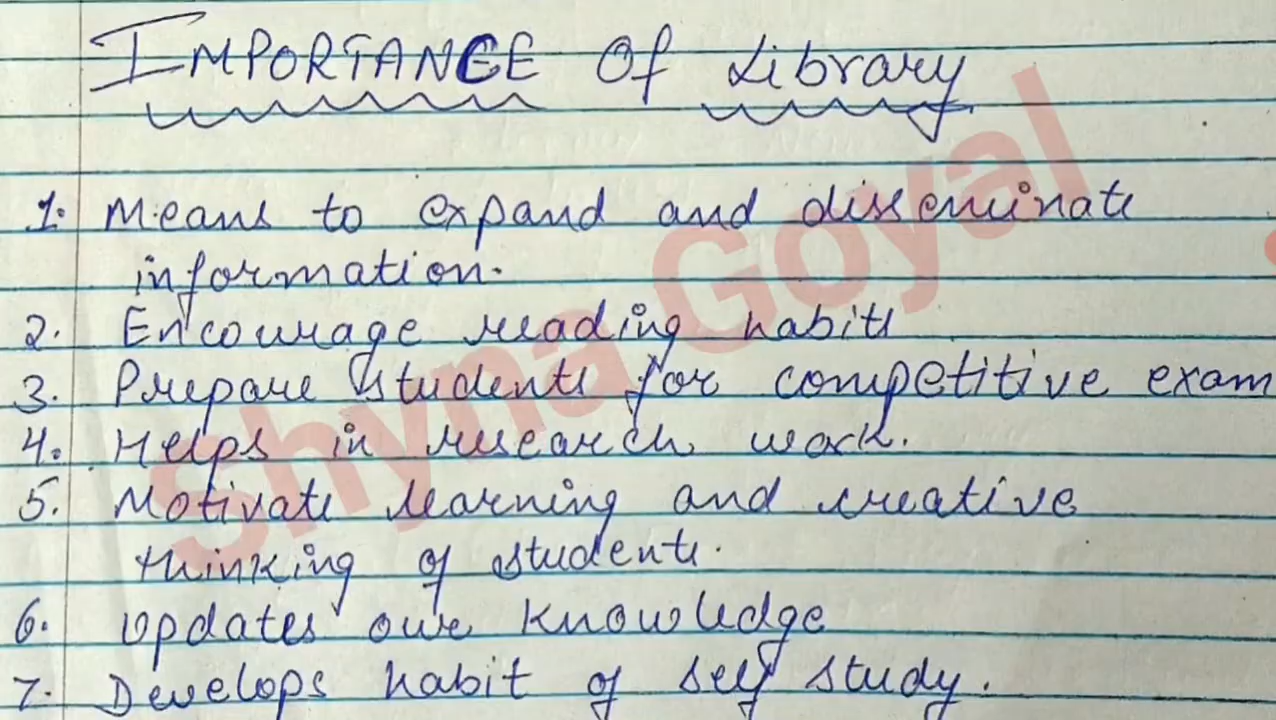 IMPORTANCE Of Library
1. Means to expand and disseminate
information.
2. Encourage reading habits
3. Prepare students for competitive exam
4. Helps in research work.
5. Motivate learning and creative
thinking of students.
6. Updates our knowledge
7. Develops habit of self study.
Shyna Goyal